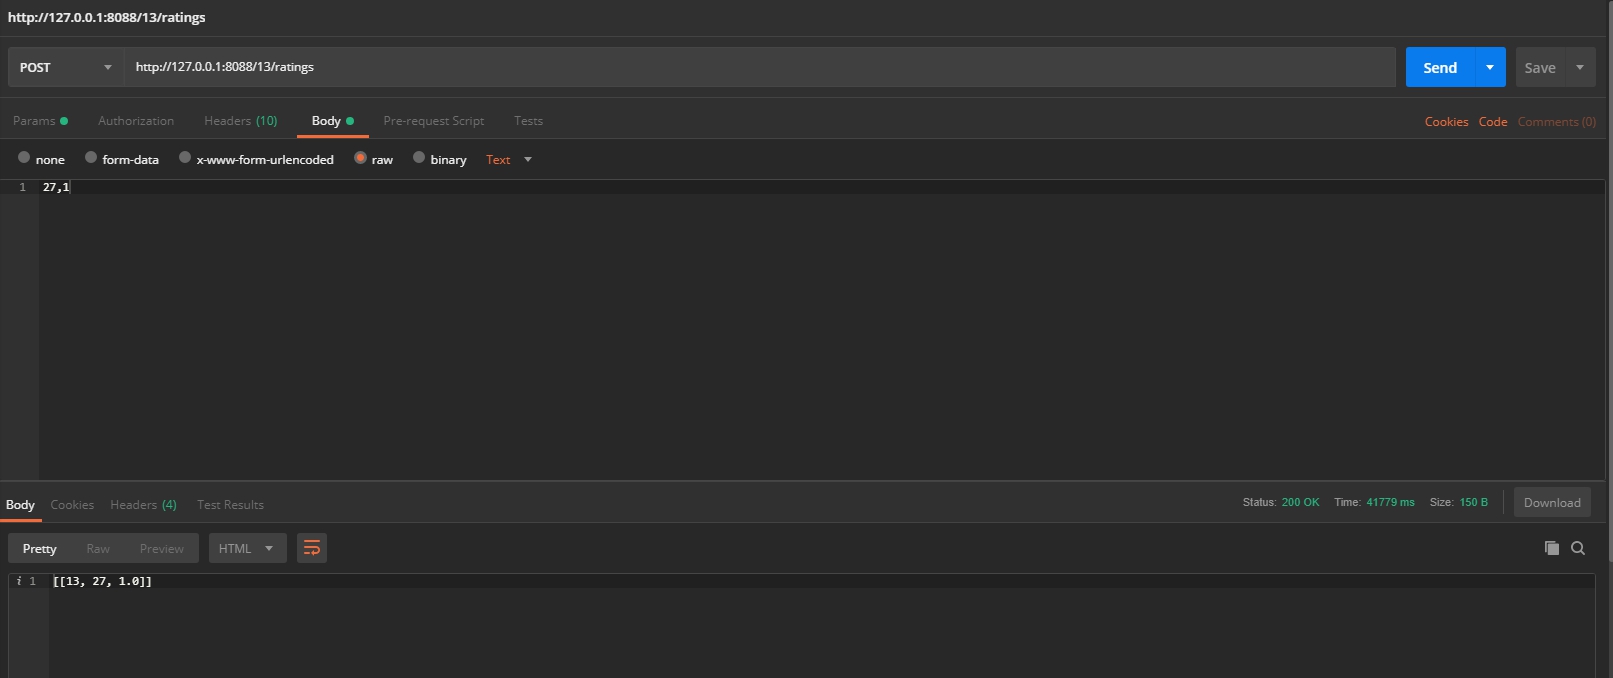 http://127.0.0.1:8088/13/ratings
POST http://127.0.0.1:8088/13/ratings Send Save
Params Authorization Headers (10) Body Pre-request Script Tests Cookies Code Comments (0)
none form-data x-www-form-urlencoded raw binary Text
1 27,1
Body Cookies Headers (4) Test Results Status: 200 OK Time: 41779 ms Size: 150 B Download
Pretty Raw Preview HTML
i 1 [[13, 27, 1.0]]